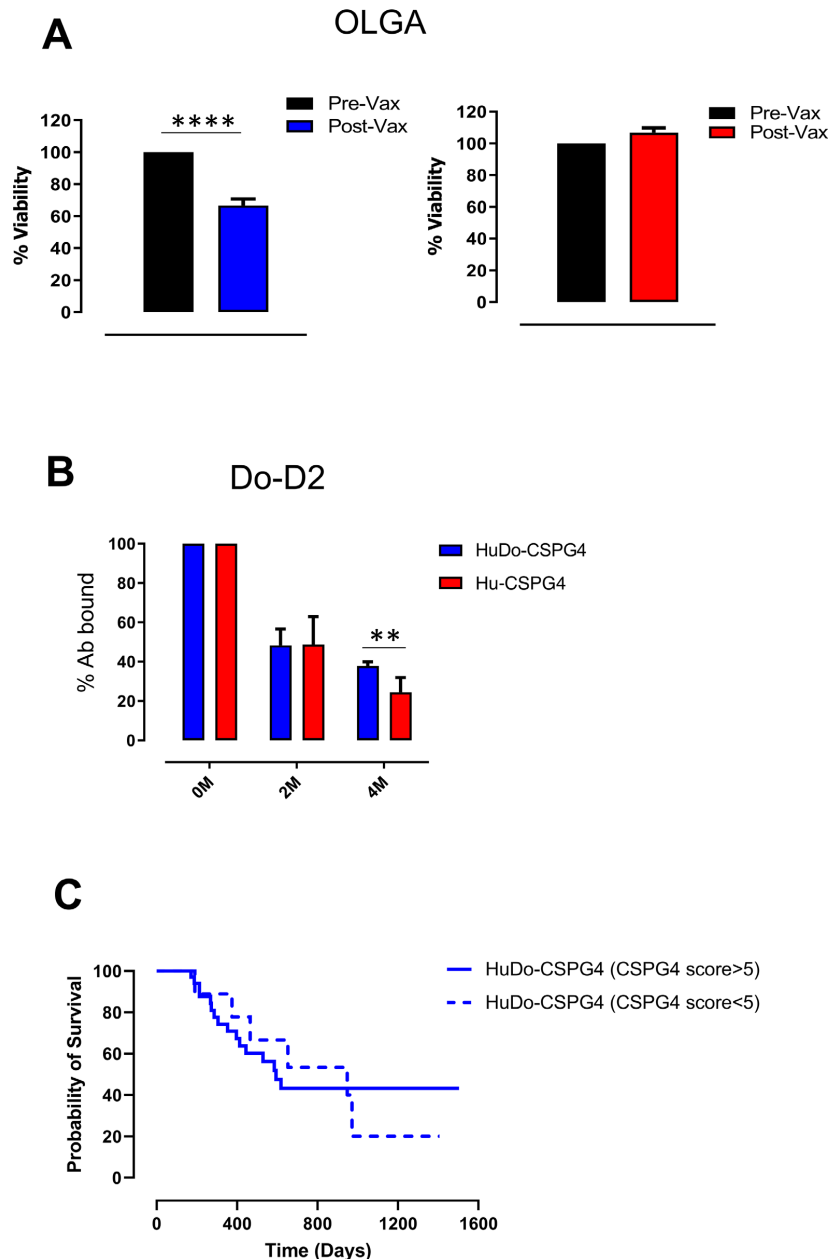 A
OLGA
120
100
80
60
40
20
0
% Viability
****
Pre-Vax
Post-Vax
120
100
80
60
40
20
0
% Viability
Pre-Vax
Post-Vax
B
Do-D2
100
80
60
40
20
0
% Ab bound
**
0M
2M
4M
HuDo-CSPG4
Hu-CSPG4
C
100
80
60
40
20
0
Probability of Survival
HuDo-CSPG4 (CSPG4 score>5)
HuDo-CSPG4 (CSPG4 score<5)
0 400 800 1200 1600
Time (Days)